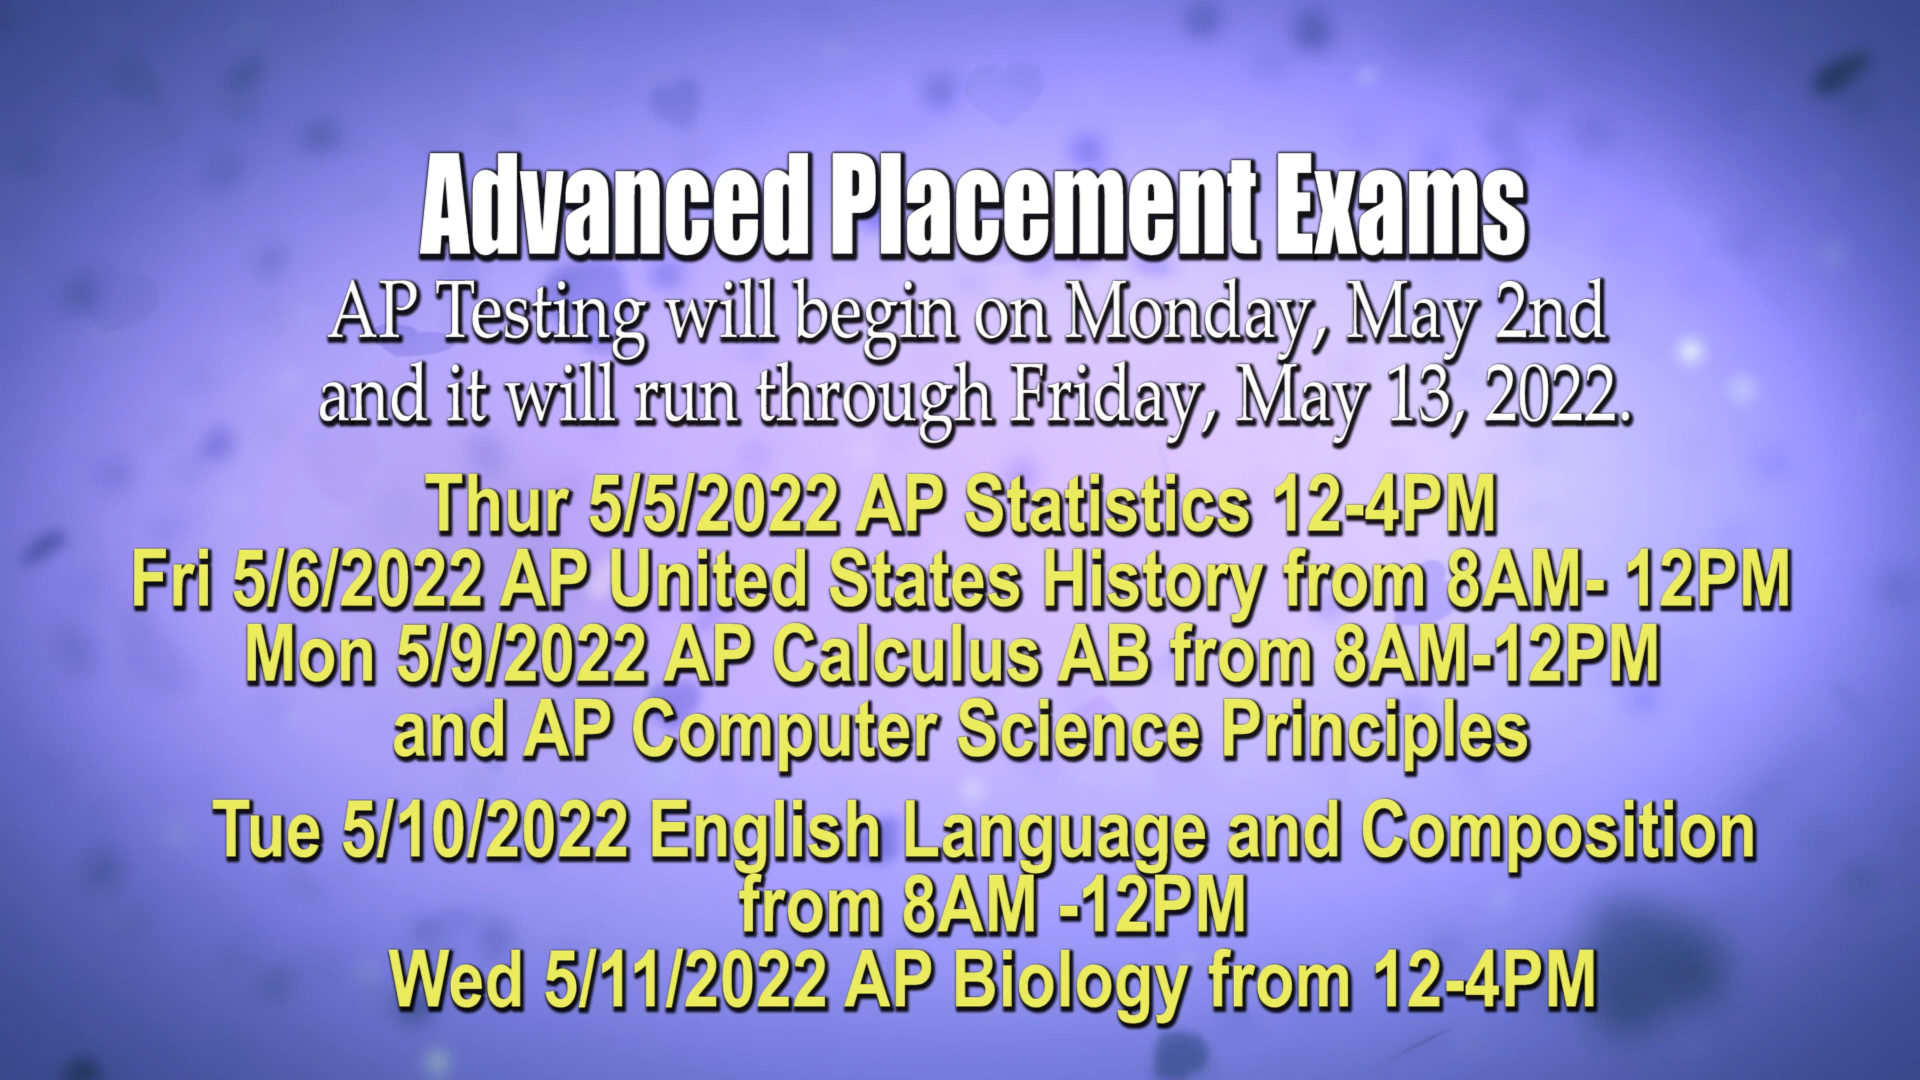 Advanced Placement Exams
AP Testing will begin on Monday, May 2nd
and it will run through Friday, May 13, 2022.
Thur 5/5/2022 AP Statistics 12-4PM
Fri 5/6/2022 AP United States History from 8AM- 12PM
Mon 5/9/2022 AP Calculus AB from 8AM-12PM
and AP Computer Science Principles
Tue 5/10/2022 English Language and Composition
from 8AM -12PM
Wed 5/11/2022 AP Biology from 12-4PM